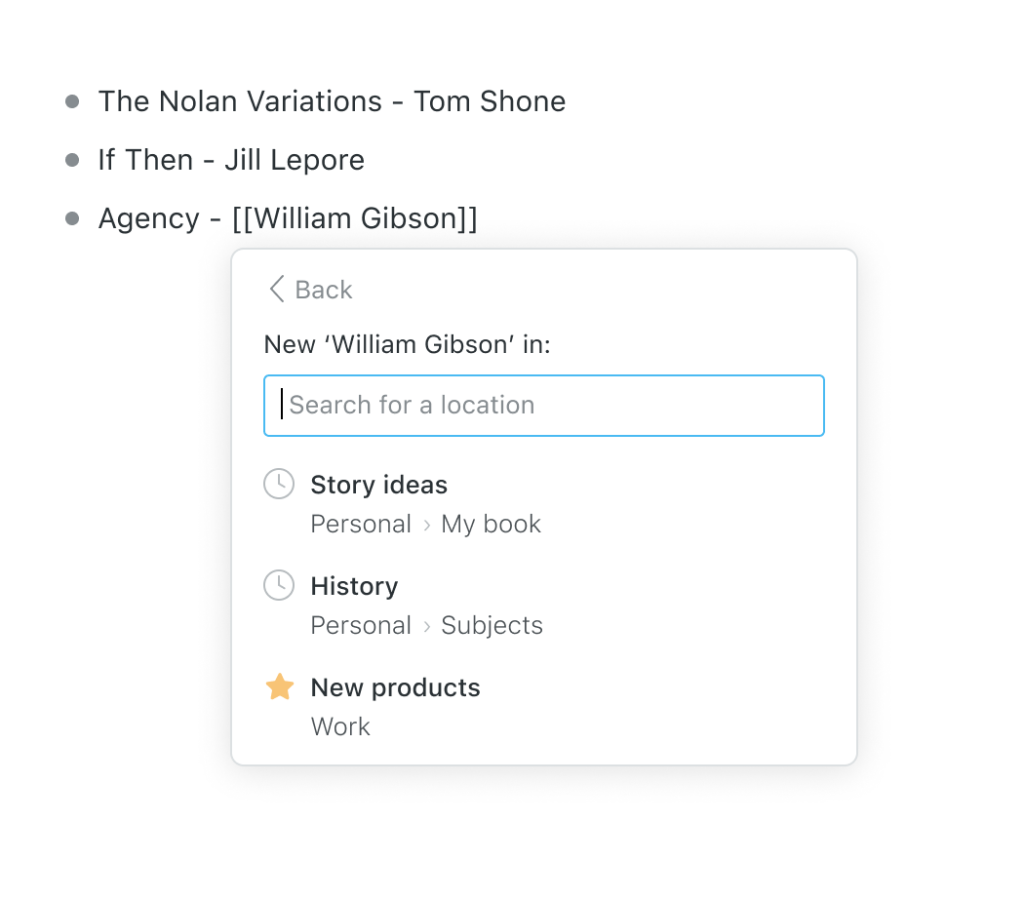 The Nolan Variations - Tom Shone
If Then - Jill Lepore
Agency - [[William Gibson]]
Back
New ‘William Gibson’ in:
Search for a location
Story ideas
Personal › My book
History
Personal › Subjects
New products
Work